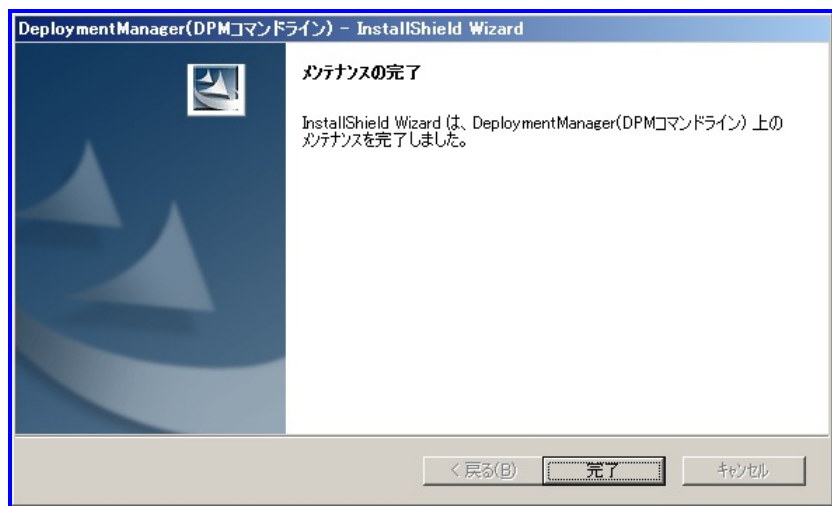 DeploymentManager(DPMコマンドライン) - InstallShield Wizard
メンテナンスの完了
InstallShield Wizard は、DeploymentManager(DPMコマンドライン) 上の
メンテナンスを完了しました。
< 戻る(B) 完了 キャンセル